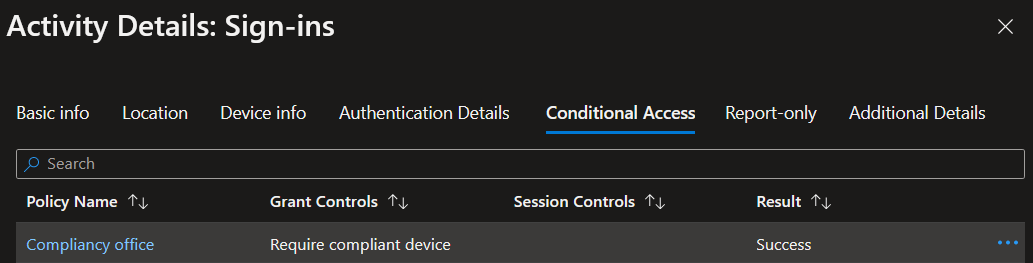 Activity Details: Sign-ins
Basic info Location Device info Authentication Details Conditional Access Report-only Additional Details
Search
Policy Name Grant Controls Session Controls Result
Compliancy office Require compliant device Success